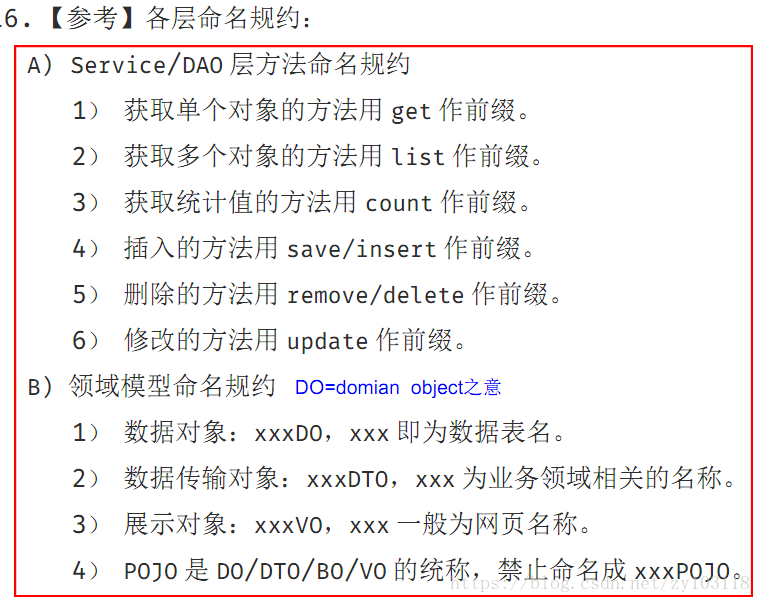 16. 【参考】各层命名规约：
A) Service/DAO 层方法命名规约
1） 获取单个对象的方法用 get 作前缀。
2） 获取多个对象的方法用 list 作前缀。
3） 获取统计值的方法用 count 作前缀。
4） 插入的方法用 save/insert 作前缀。
5） 删除的方法用 remove/delete 作前缀。
6） 修改的方法用 update 作前缀。
B) 领域模型命名规约 DO=domian object之意
1） 数据对象：xxxDO，xxx 即为数据表名。
2） 数据传输对象：xxxDTO，xxx 为业务领域相关的名称。
3） 展示对象：xxxVO，xxx 一般为网页名称。
4） POJO 是 DO/DTO/BO/VO 的统称，禁止命名成 xxxPOJO。
https://blog.csdn.net/zy103118